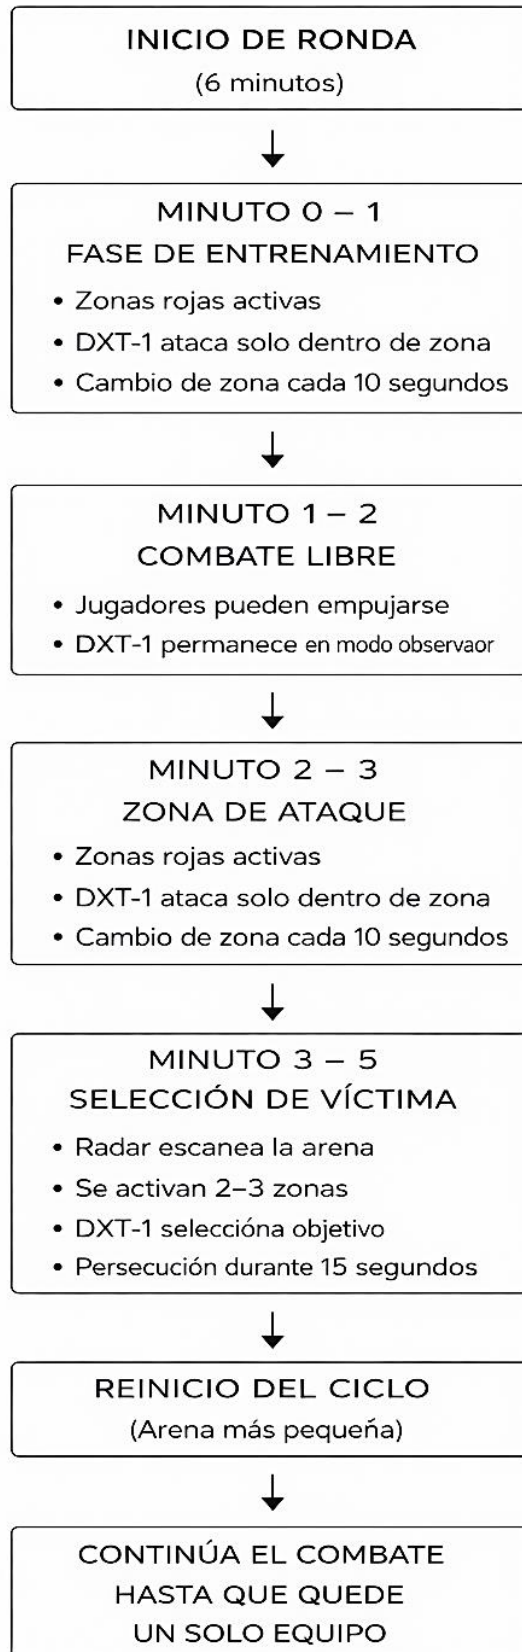 INICIO DE RONDA
(6 minutos)
MINUTO 0 – 1
FASE DE ENTRENAMIENTO
• Zonas rojas activas
• DXT-1 ataca solo dentro de zona
• Cambio de zona cada 10 segundos
MINUTO 1 – 2
COMBATE LIBRE
• Jugadores pueden empujarse
• DXT-1 permanece en modo observaor
MINUTO 2 – 3
ZONA DE ATAQUE
• Zonas rojas activas
• DXT-1 ataca solo dentro de zona
• Cambio de zona cada 10 segundos
MINUTO 3 – 5
SELECCIÓN DE VÍCTIMA
• Radar escanea la arena
• Se activan 2–3 zonas
• DXT-1 seleccióna objetivo
• Persecución durante 15 segundos
REINICIO DEL CICLO
(Arena más pequeña)
CONTINÚA EL COMBATE
HASTA QUE QUEDE
UN SOLO EQUIPO